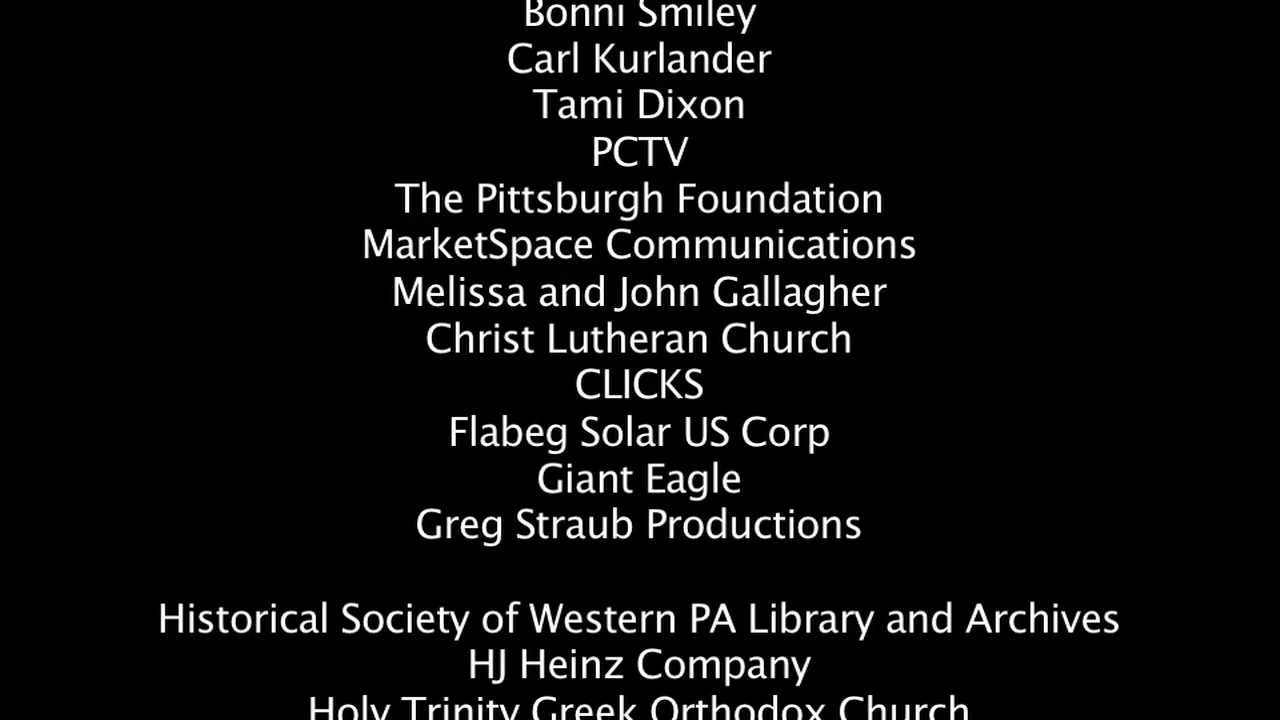 Bonni Smiley
Carl Kurlander
Tami Dixon
PCTV
The Pittsburgh Foundation
MarketSpace Communications
Melissa and John Gallagher
Christ Lutheran Church
CLICKS
Flabeg Solar US Corp
Giant Eagle
Greg Straub Productions
Historical Society of Western PA Library and Archives
HJ Heinz Company
Holy Trinity Greek Orthodox Church